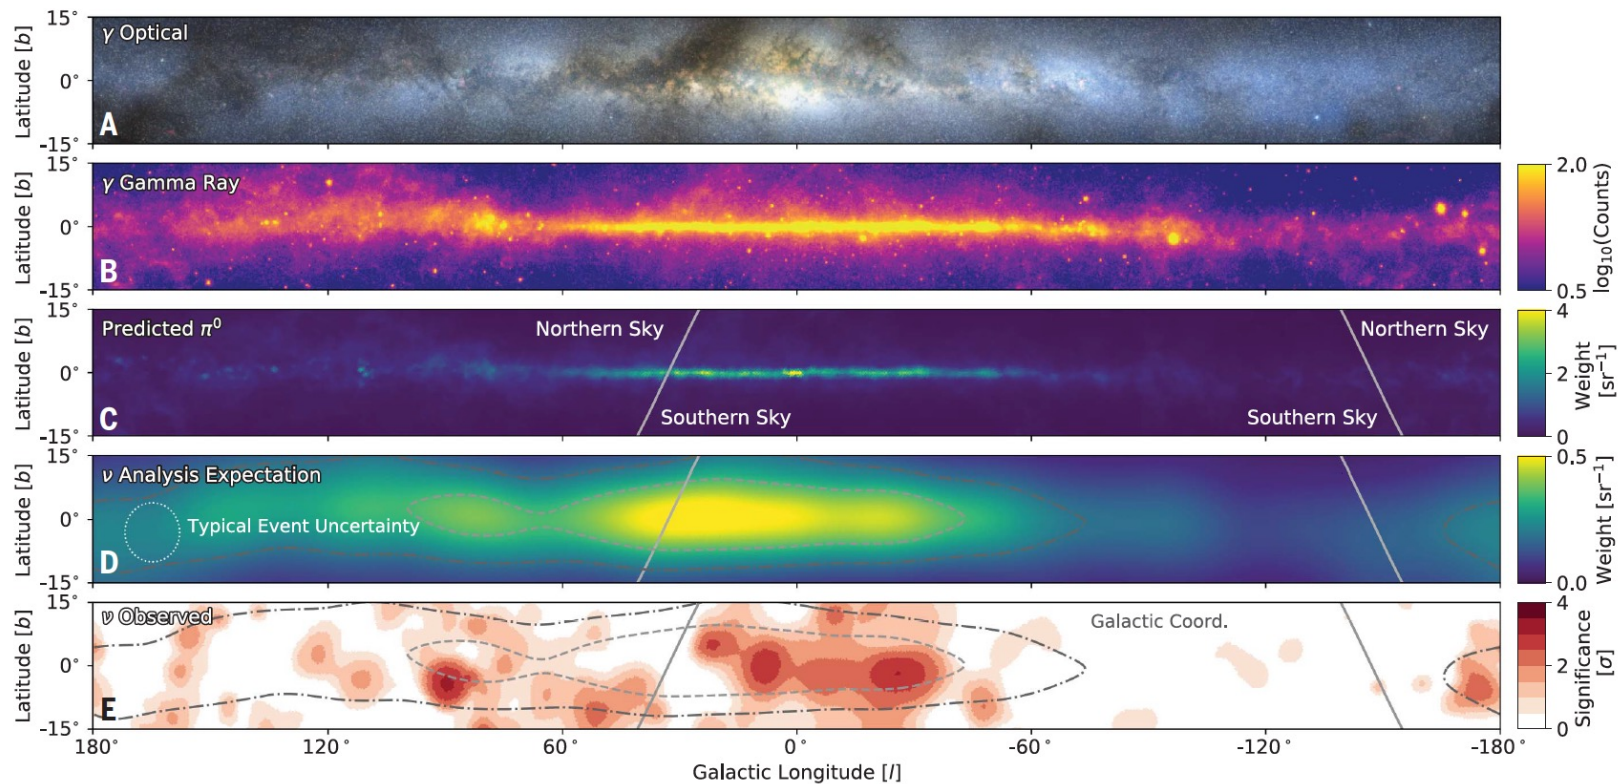 15°
0°
-15°
Latitude [b]
γ Optical
A
15°
0°
-15°
Latitude [b]
γ Gamma Ray
B
2.0
0.5
log₁₀(Counts)
15°
0°
-15°
Latitude [b]
Predicted π⁰
Northern Sky
Northern Sky
Southern Sky
Southern Sky
C
4
2
0
Weight
[sr⁻¹]
15°
0°
-15°
Latitude [b]
ν Analysis Expectation
Typical Event Uncertainty
D
0.5
0.0
Weight [sr⁻¹]
15°
0°
-15°
Latitude [b]
ν Observed
Galactic Coord.
E
4
2
0
Significance
[σ]
180°
120°
60°
0°
-60°
-120°
-180°
Galactic Longitude [l]